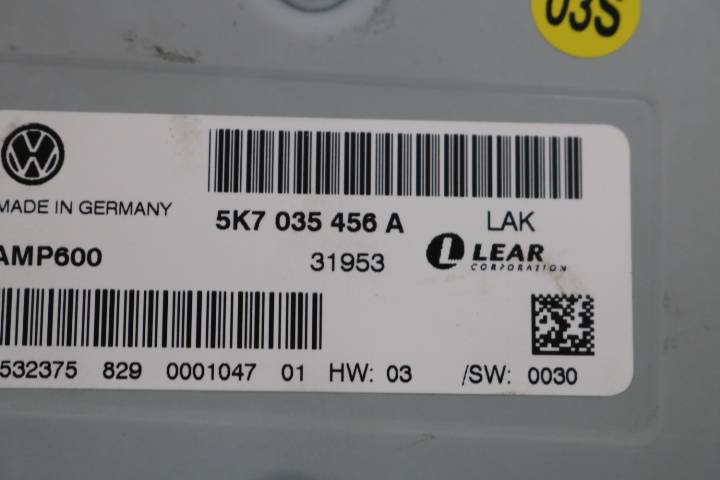 03S
MADE IN GERMANY
5K7 035 456 A LAK
AMP600 31953 LEAR
CORPORATION
532375 829 0001047 01 HW: 03 /SW: 0030